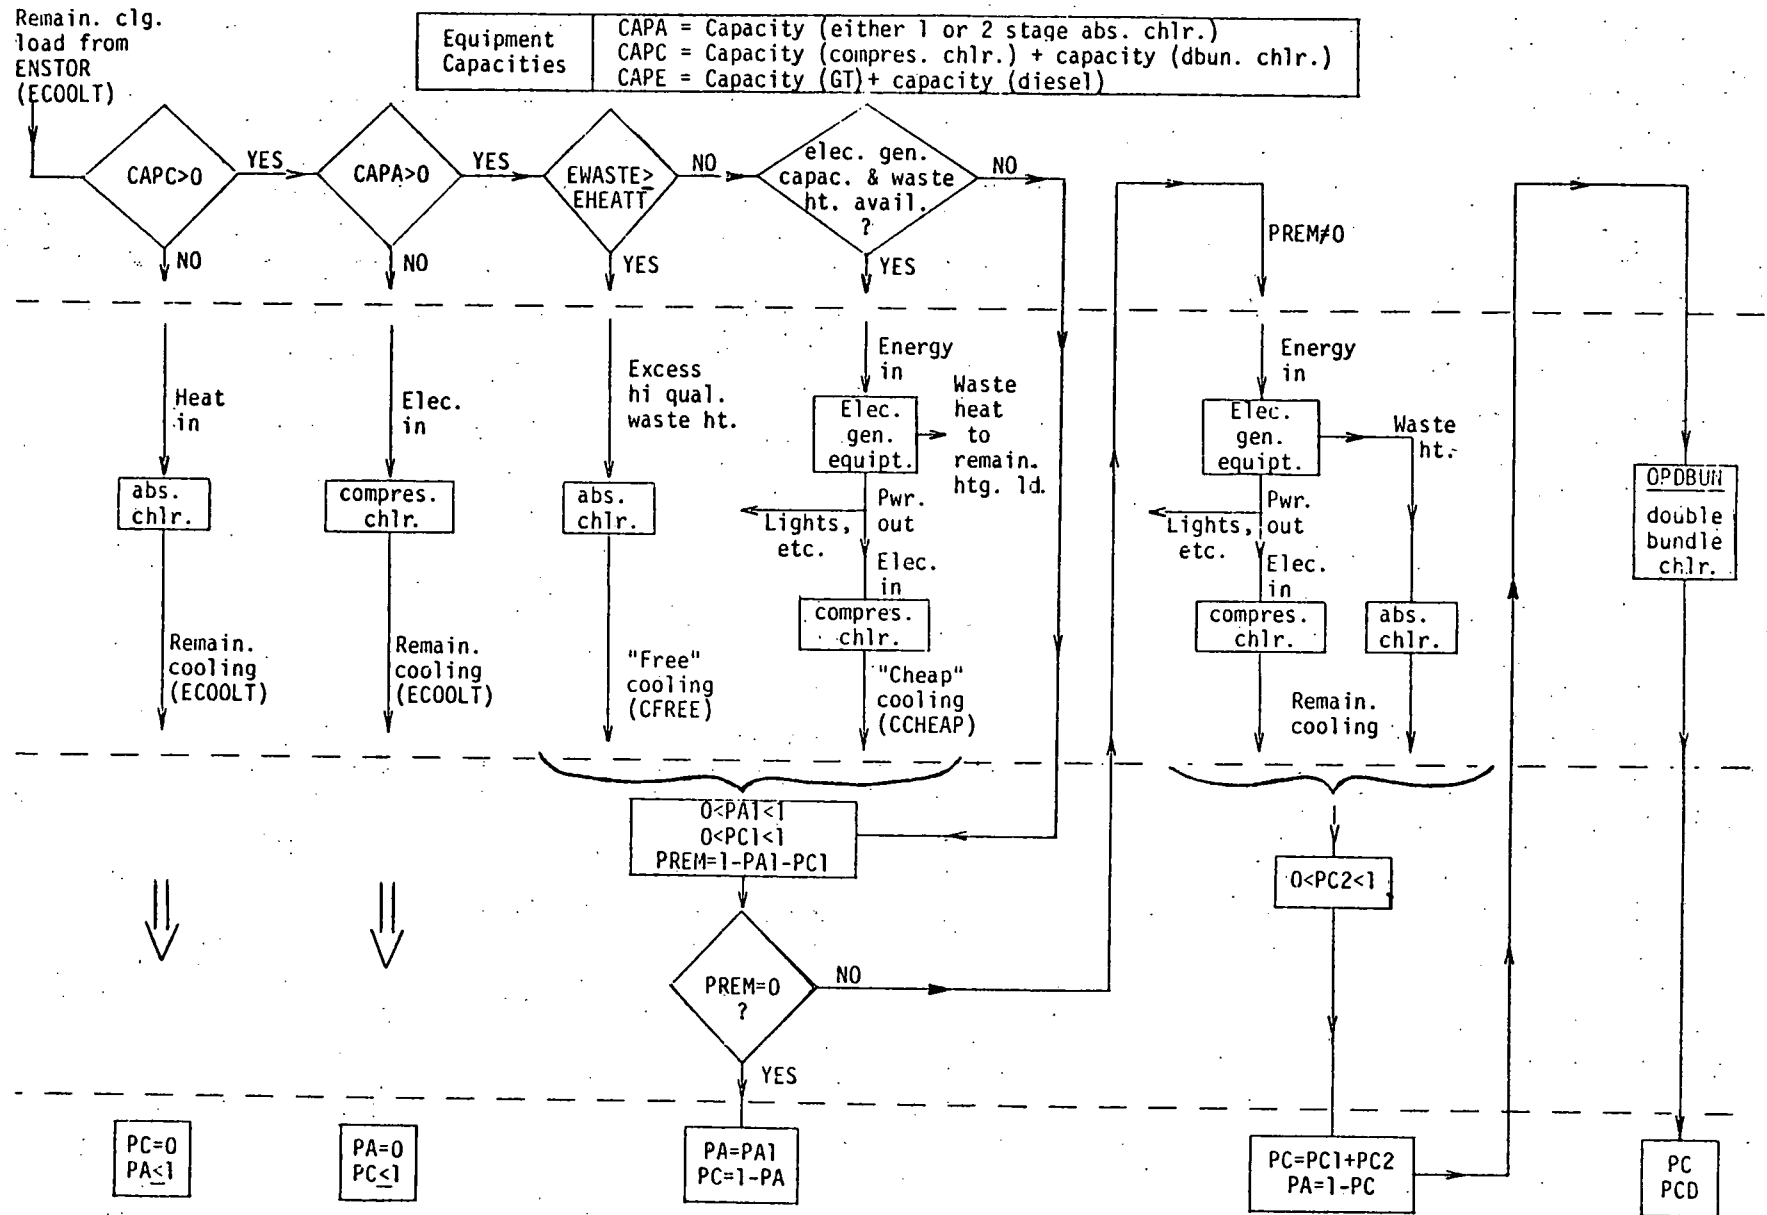 Remain. clg.
load from
ENSTOR
(ECOOLT)
Equipment
Capacities
CAPA = Capacity (either 1 or 2 stage abs. chlr.)
CAPC = Capacity (compres. chlr.) + capacity (dbun. chlr.)
CAPE = Capacity (GT)+ capacity (diesel)
CAPC>0
YES
CAPA>0
YES
EWASTE≥
EHEATT
NO
elec. gen.
capac. & waste
ht. avail.
?
NO
NO
NO
YES
YES
PREM≠0
Heat
in
abs.
chlr.
Remain.
cooling
(ECOOLT)
Elec.
in
compres.
chlr.
Remain.
cooling
(ECOOLT)
Excess
hi qual.
waste ht.
abs.
chlr.
"Free"
cooling
(CFREE)
Energy
in
Elec.
gen.
equipt.
Waste
heat
to
remain.
htg. ld.
Pwr.
out
Lights,
etc.
Elec.
in
compres.
chlr.
"Cheap"
cooling
(CCHEAP)
Energy
in
Elec.
gen.
equipt.
Waste
ht.
Pwr.
out
Lights,
etc.
Elec.
in
compres.
chlr.
abs.
chlr.
Remain.
cooling
OPDBUN
double
bundle
chlr.
0<PA1<1
0<PC1<1
PREM=1-PA1-PC1
PREM=0
?
NO
YES
0<PC2<1
PC=0
PA≤1
PA=0
PC≤1
PA=PA1
PC=1-PA
PC=PC1+PC2
PA=1-PC
PC
PCD